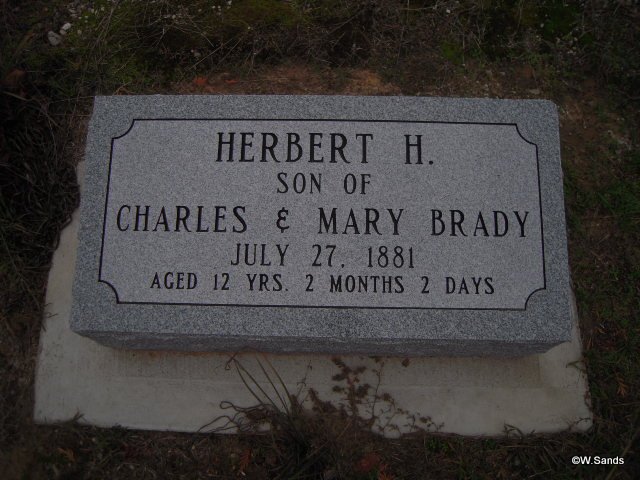 HERBERT H.
SON OF
CHARLES & MARY BRADY
JULY 27, 1881
AGED 12 YRS. 2 MONTHS 2 DAYS
©W.Sands